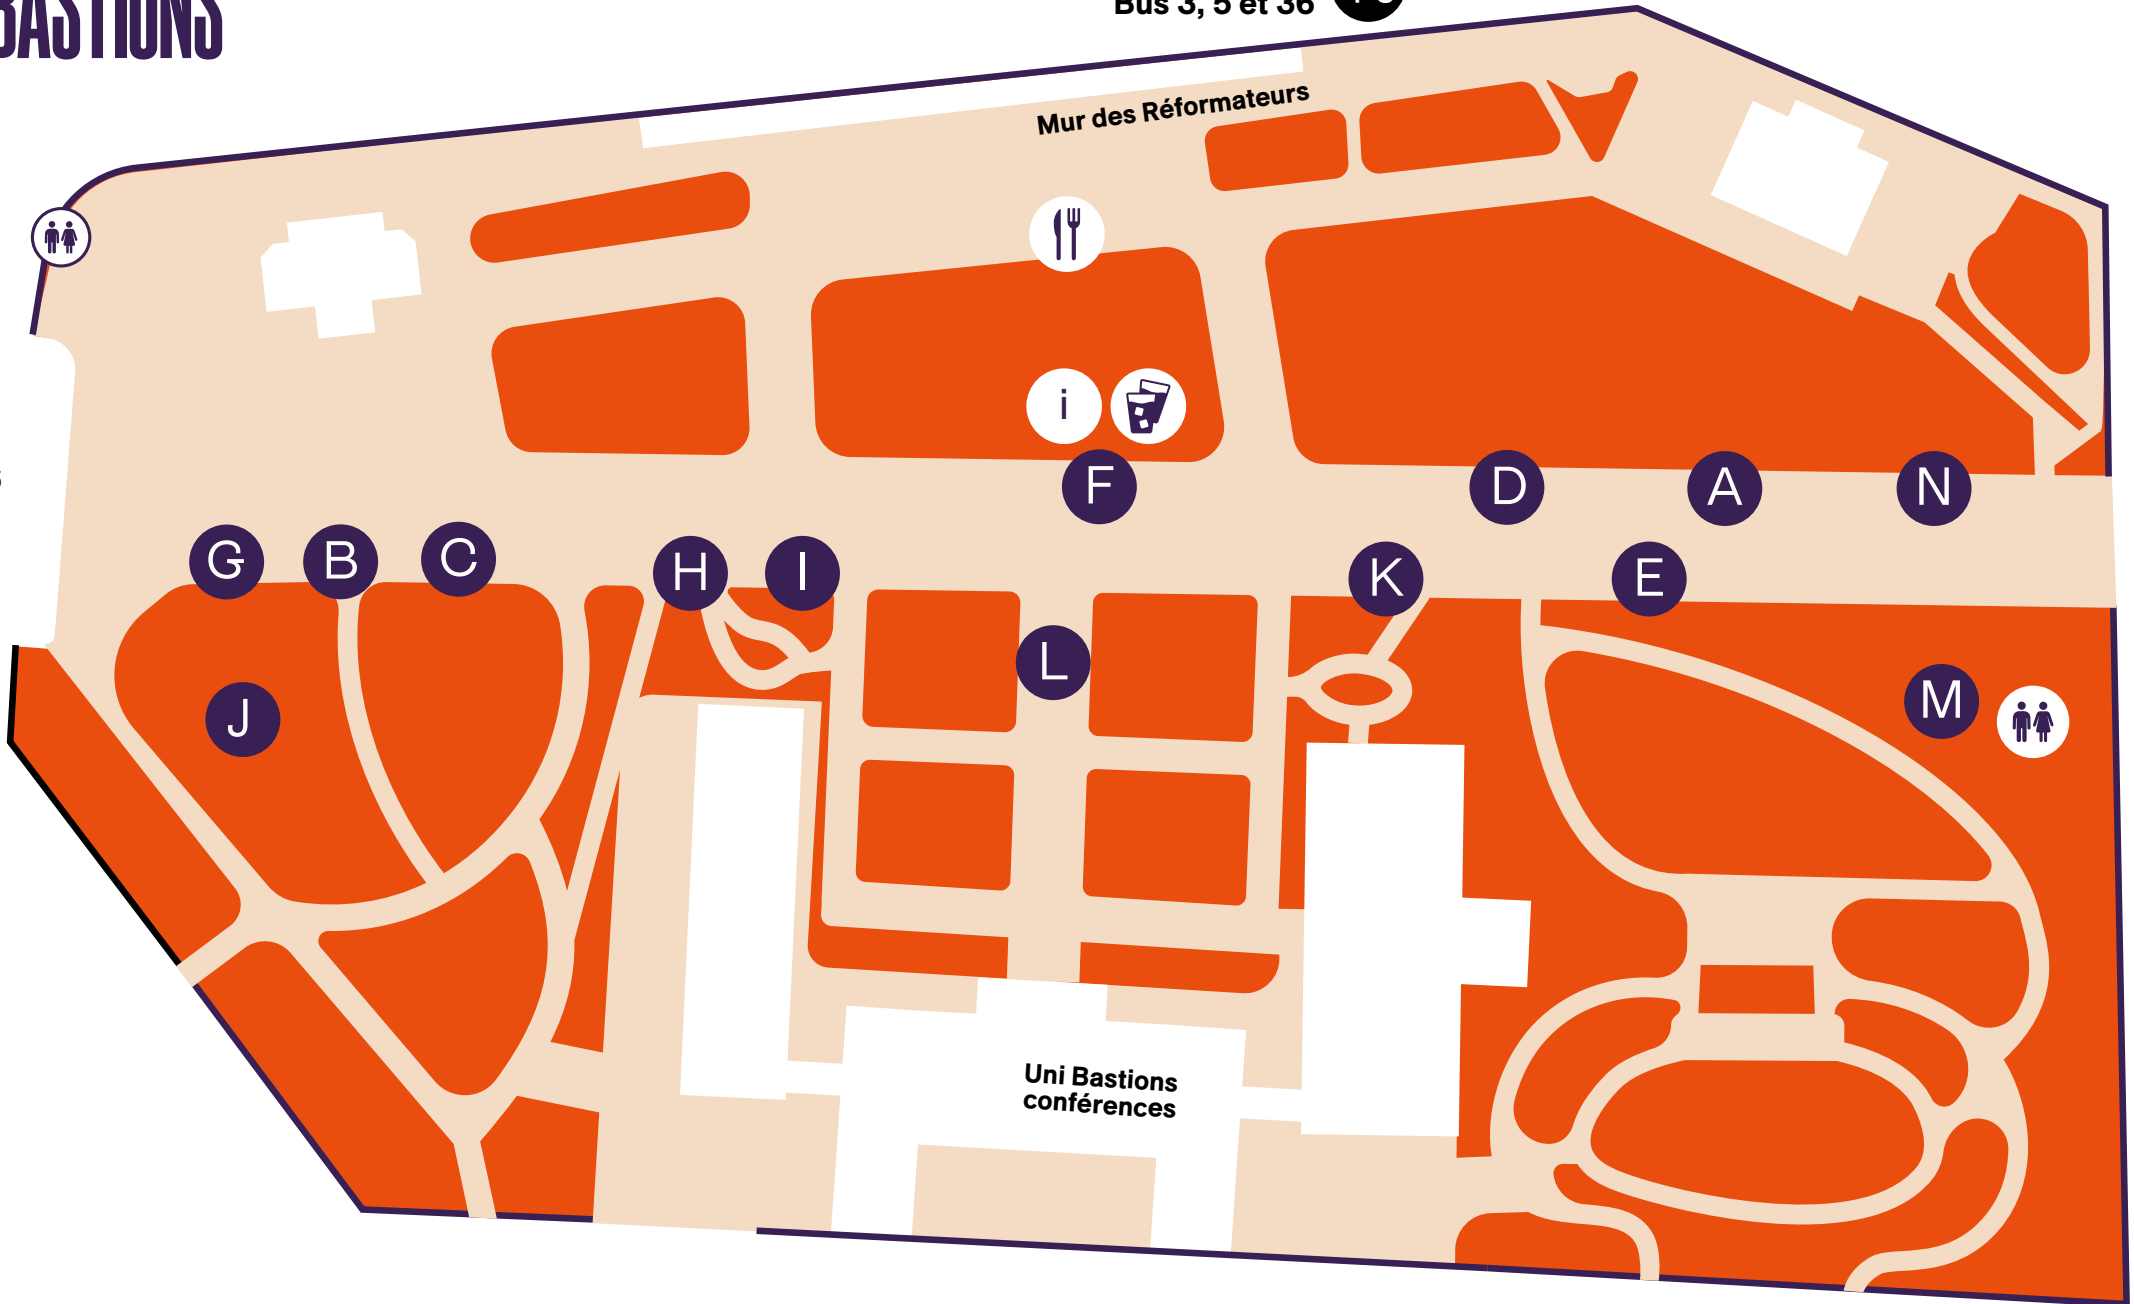 BASTIONS
Bus 3, 5 et 36
Mur des Réformateurs
i
F
D
A
N
G
B
C
H
I
K
E
L
J
M
Uni Bastions
conférences